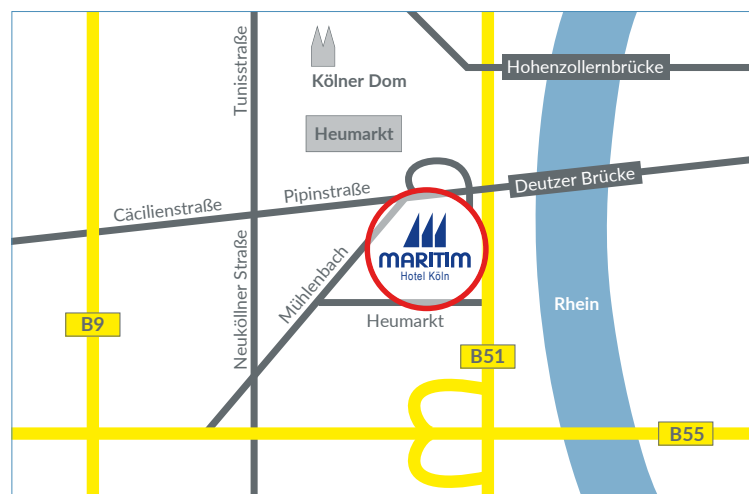 Tunisstraße
Kölner Dom
Hohenzollernbrücke
Heumarkt
Cäcilienstraße
Pipinstraße
Deutzer Brücke
Neuköllner Straße
Mühlenbach
MARITIM
Hotel Köln
Heumarkt
Rhein
B9
B51
B55